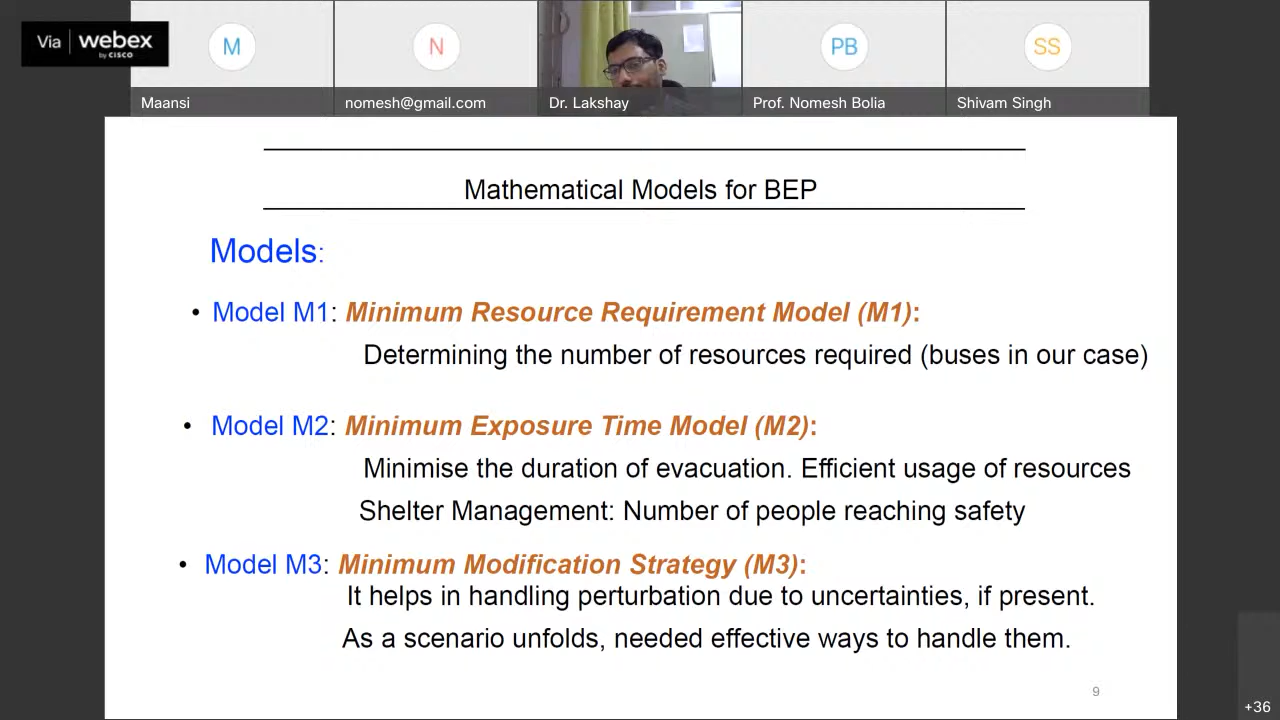 Via webex
by CISCO
M
N
PB
SS
Maansi
nomesh@gmail.com
Dr. Lakshay
Prof. Nomesh Bolia
Shivam Singh
Mathematical Models for BEP
Models:
• Model M1: Minimum Resource Requirement Model (M1):
Determining the number of resources required (buses in our case)
• Model M2: Minimum Exposure Time Model (M2):
Minimise the duration of evacuation. Efficient usage of resources
Shelter Management: Number of people reaching safety
• Model M3: Minimum Modification Strategy (M3):
It helps in handling perturbation due to uncertainties, if present.
As a scenario unfolds, needed effective ways to handle them.
9
+36